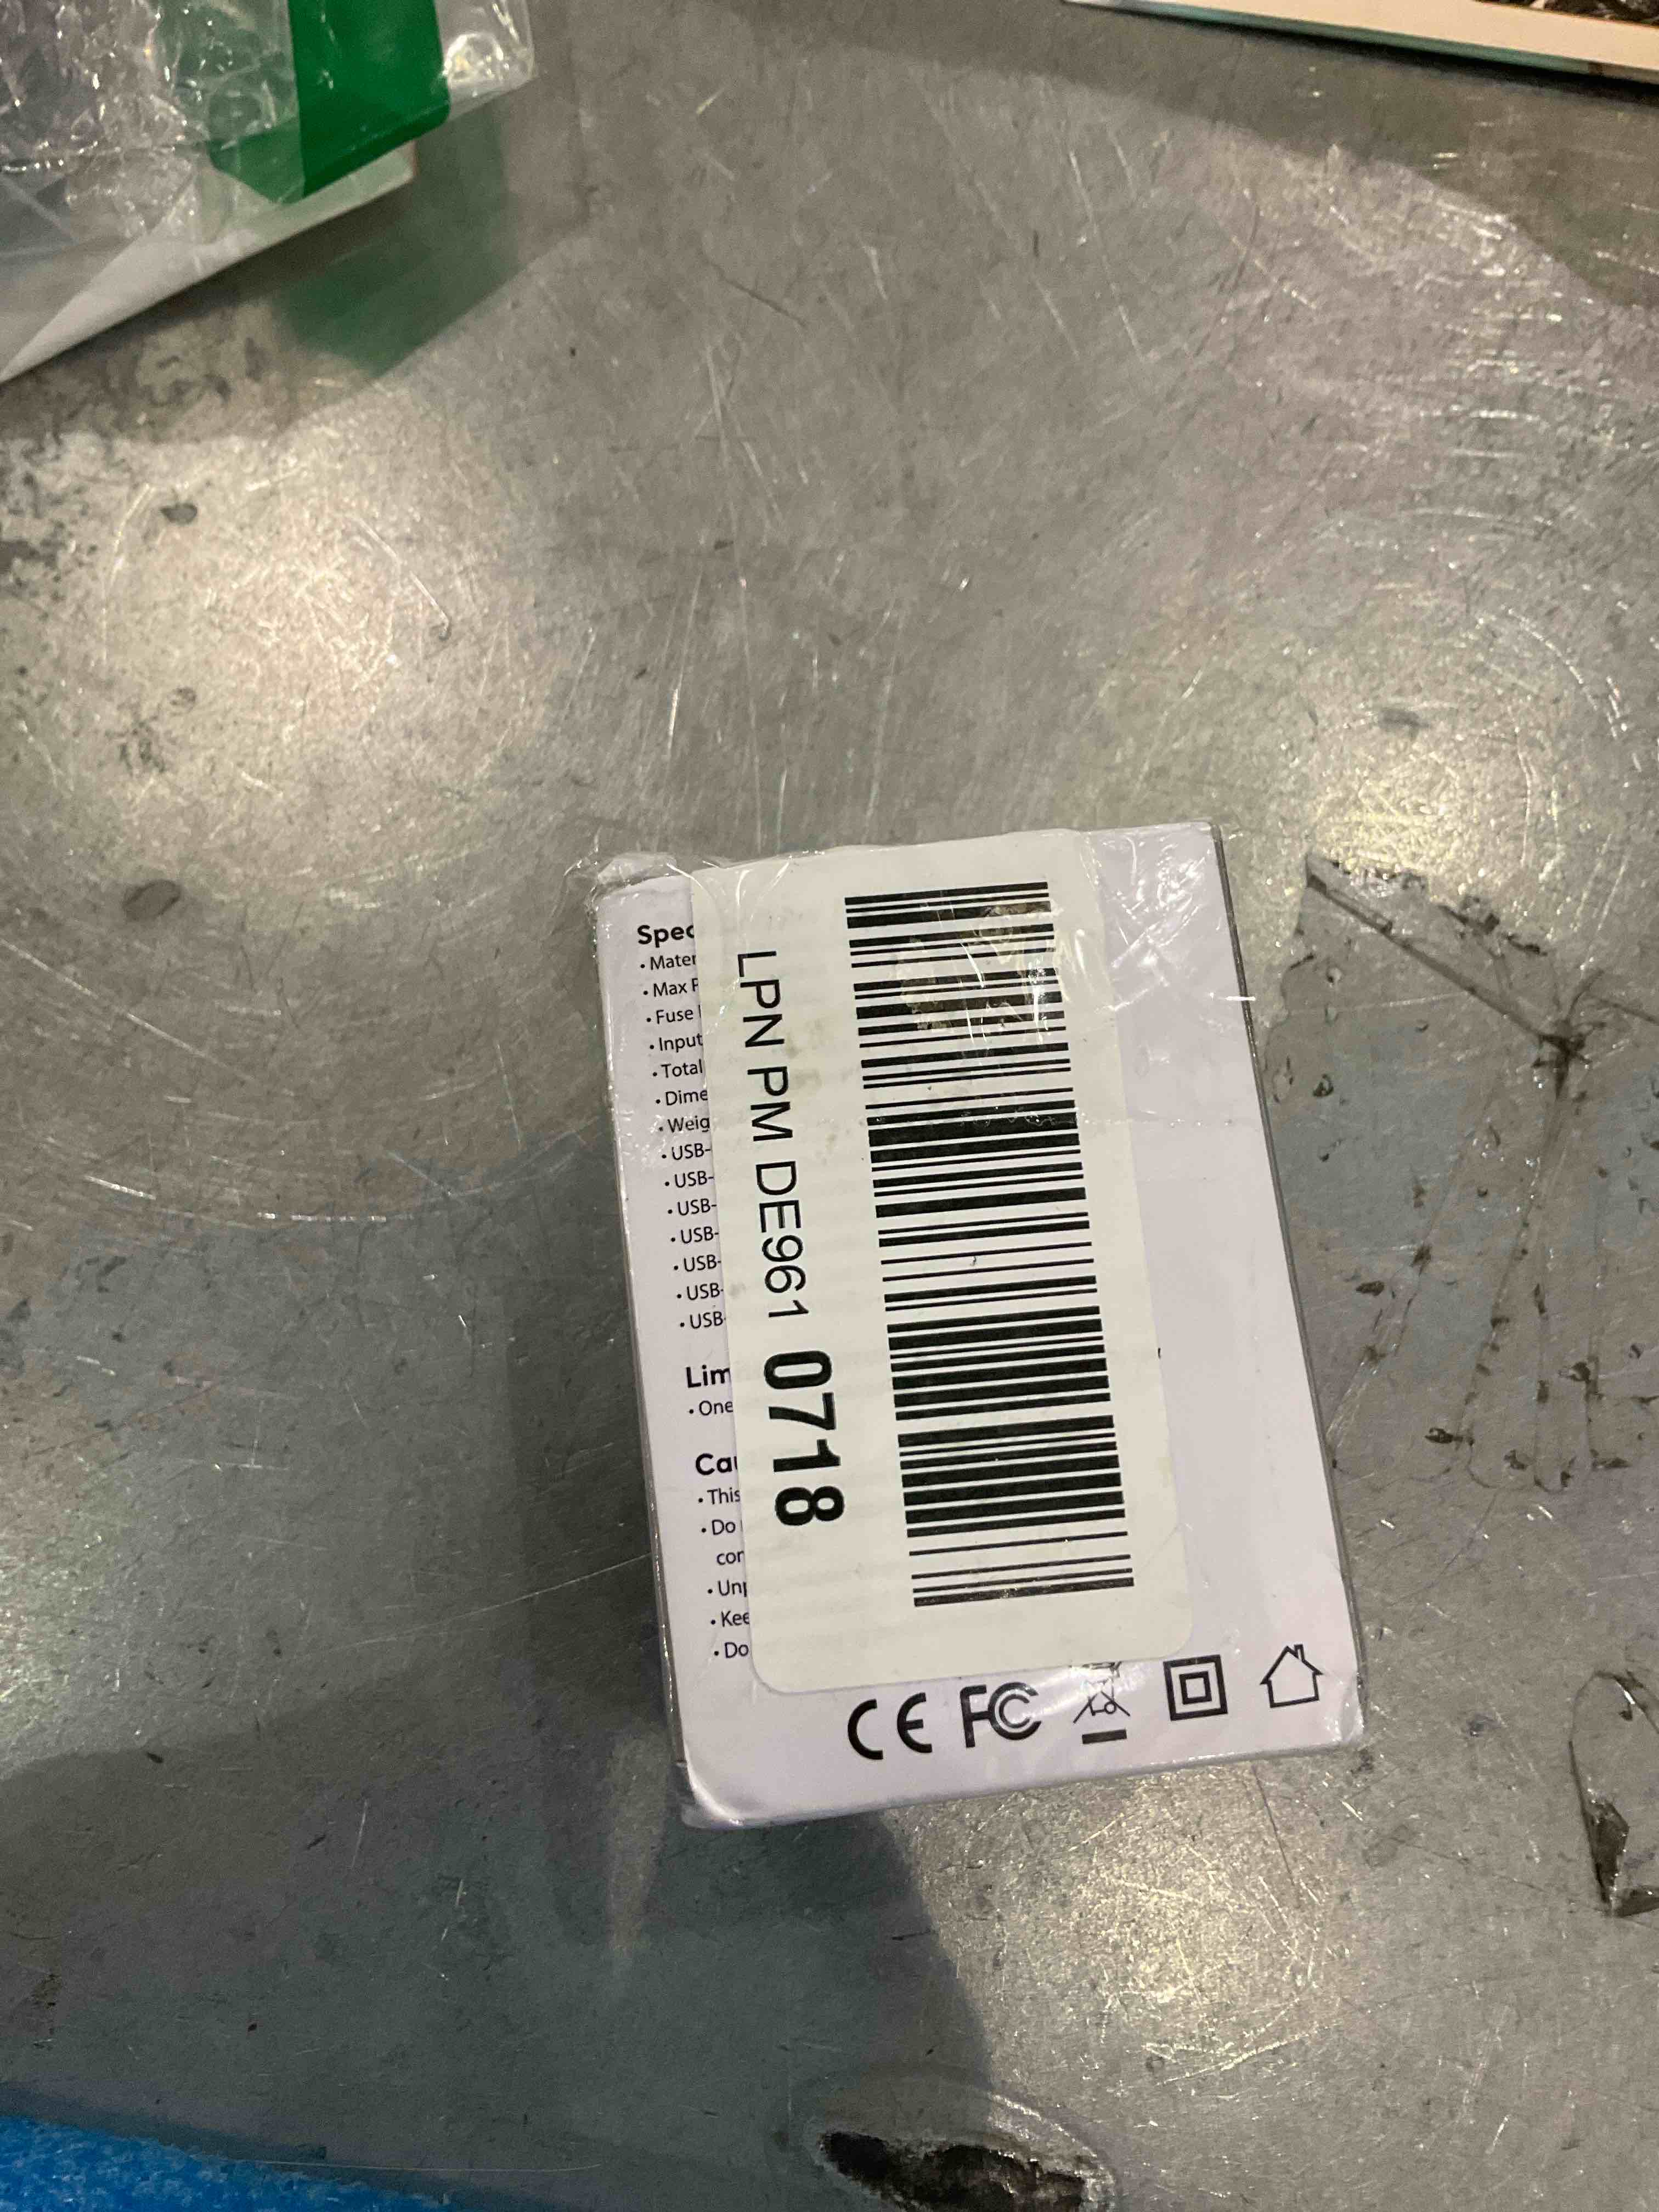 Spec
• Mater
• Max P
• Fuse
• Input
• Total
• Dime
• Weig
• USB-
• USB-
• USB-
• USB-
• USB-
• USB-
• USB-
Lim
• One
Cau
• This
• Do
con
• Unp
• Kee
• Do
LPN PM DE961 0718
CE FC